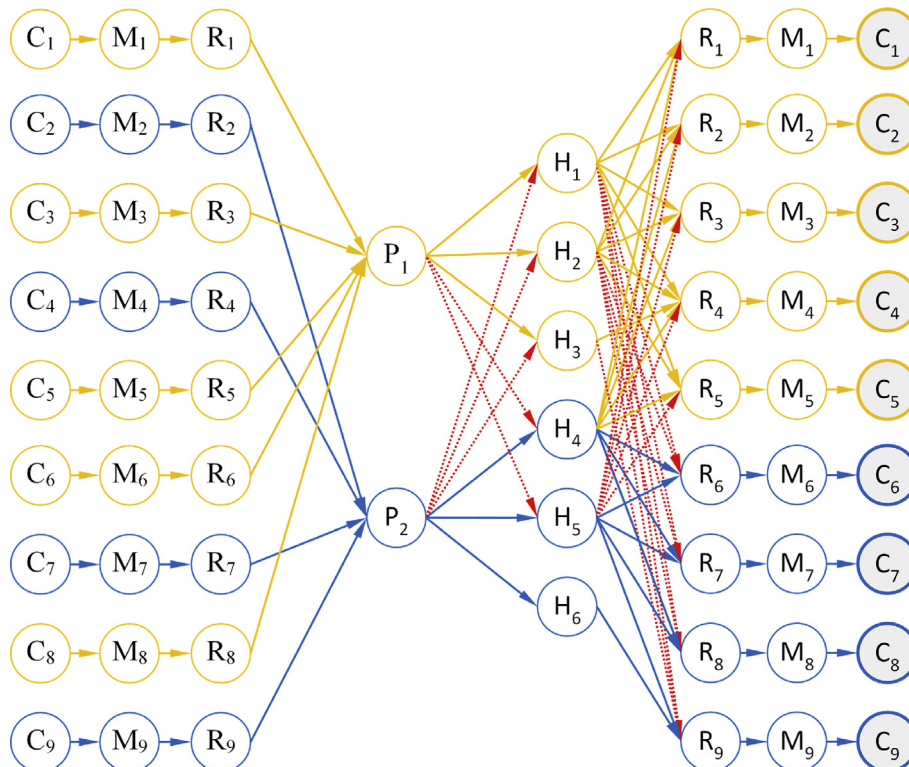 C₁ M₁ R₁ R₁ M₁ C₁
C₂ M₂ R₂ R₂ M₂ C₂
H₁
C₃ M₃ R₃ R₃ M₃ C₃
P₁ H₂
C₄ M₄ R₄ R₄ M₄ C₄
H₃
C₅ M₅ R₅ R₅ M₅ C₅
H₄
C₆ M₆ R₆ R₆ M₆ C₆
P₂ H₅
C₇ M₇ R₇ R₇ M₇ C₇
H₆
C₈ M₈ R₈ R₈ M₈ C₈
C₉ M₉ R₉ R₉ M₉ C₉